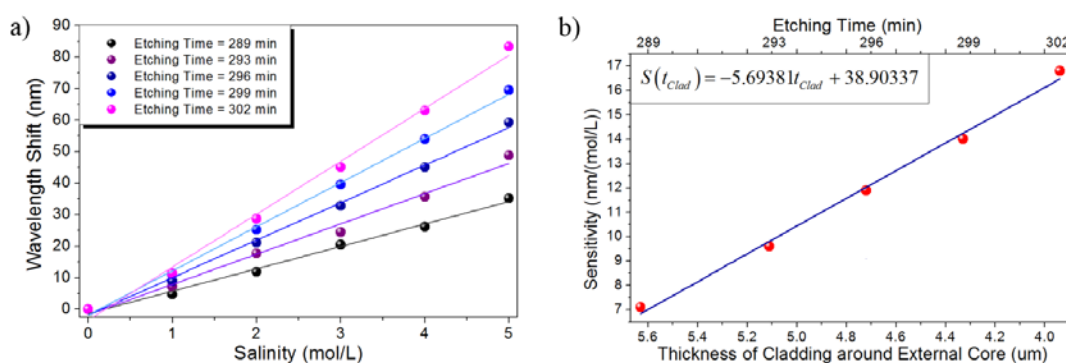 a)
Wavelength Shift (nm)
90
80
70
60
50
40
30
20
10
0
Etching Time = 289 min
Etching Time = 293 min
Etching Time = 296 min
Etching Time = 299 min
Etching Time = 302 min
0 1 2 3 4 5
Salinity (mol/L)
b)
Etching Time (min)
289 293 296 299 302
S(t_Clad) = −5.69381t_Clad + 38.90337
Sensitivity (nm/(mol/L))
17
16
15
14
13
12
11
10
9
8
7
5.6 5.4 5.2 5.0 4.8 4.6 4.4 4.2 4.0
Thickness of Cladding around External Core (um)